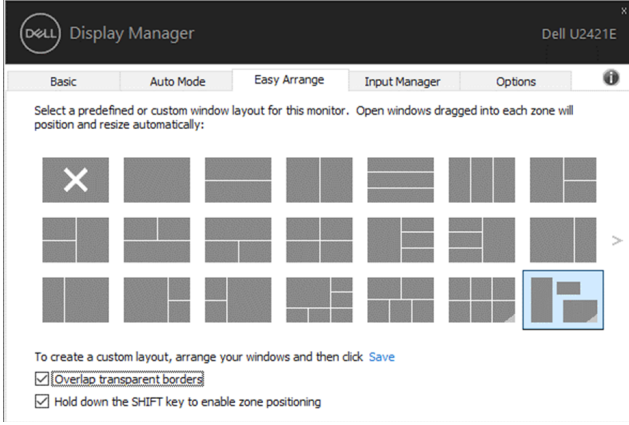 x
DELL Display Manager
Dell U2421E
Basic Auto Mode Easy Arrange Input Manager Options
Select a predefined or custom window layout for this monitor. Open windows dragged into each zone will
position and resize automatically:
To create a custom layout, arrange your windows and then click Save
Overlap transparent borders
Hold down the SHIFT key to enable zone positioning